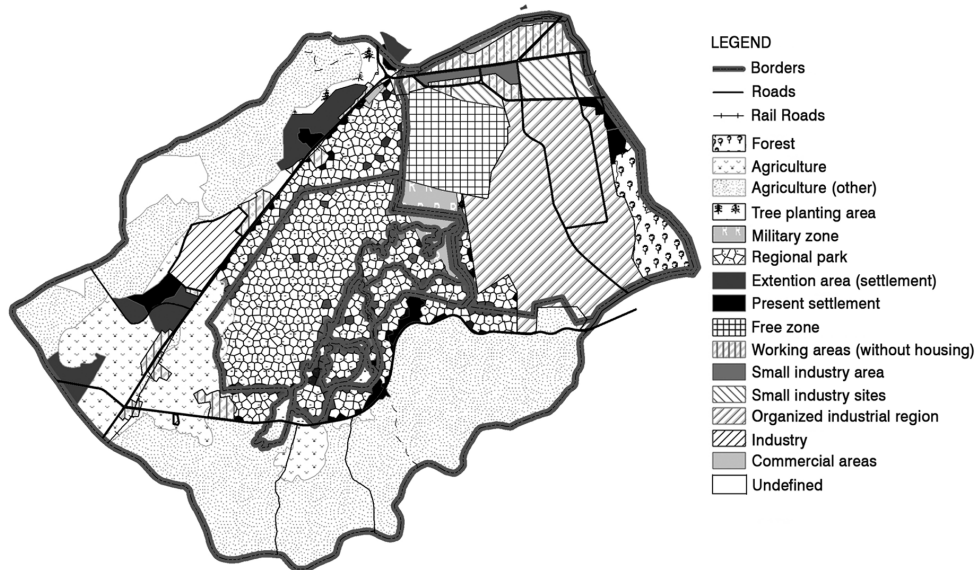 LEGEND
Borders
Roads
Rail Roads
Forest
Agriculture
Agriculture (other)
Tree planting area
Military zone
Regional park
Extention area (settlement)
Present settlement
Free zone
Working areas (without housing)
Small industry area
Small industry sites
Organized industrial region
Industry
Commercial areas
Undefined